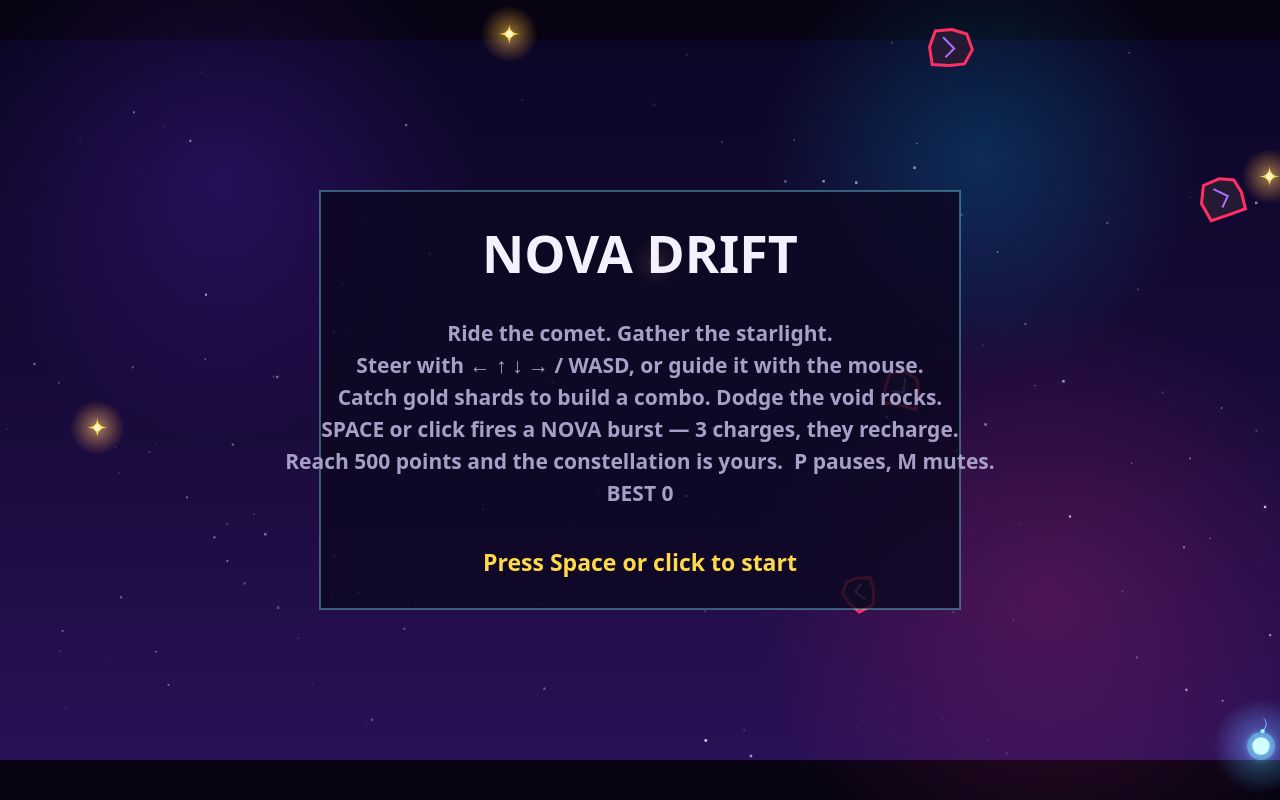 NOVA DRIFT
Ride the comet. Gather the starlight.
Steer with ← ↑ ↓ → / WASD, or guide it with the mouse.
Catch gold shards to build a combo. Dodge the void rocks.
SPACE or click fires a NOVA burst — 3 charges, they recharge.
Reach 500 points and the constellation is yours.  P pauses, M mutes.
BEST 0
Press Space or click to start